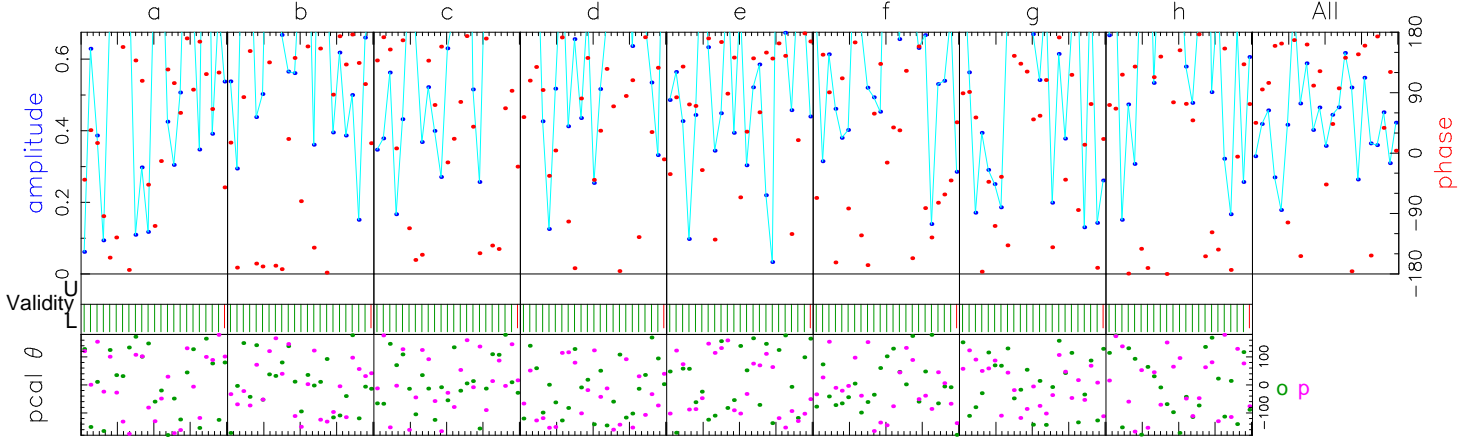 a b c d e f g h All
amplitude
0 0.2 0.4 0.6
phase
180 90 0 −90 −180
Validity
U
L
pcal θ
100 0 −100
o p